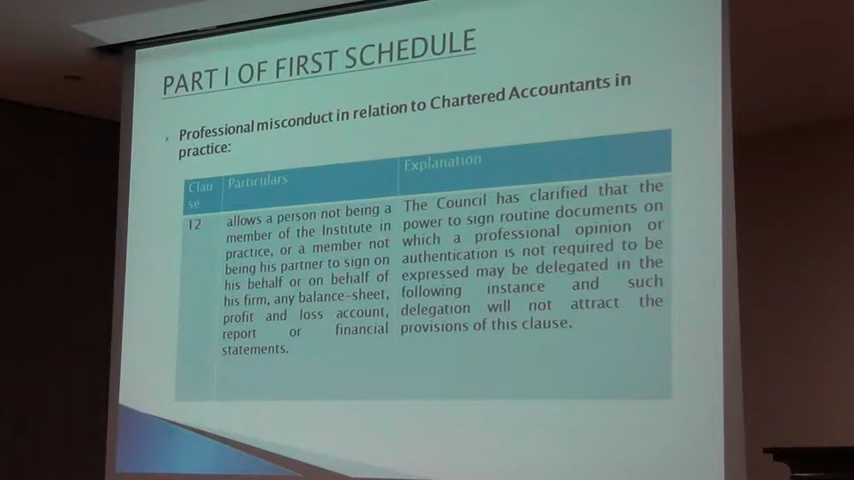 PART I OF FIRST SCHEDULE
Professional misconduct in relation to Chartered Accountants in
practice:
Clau
se
Particulars
Explanation
12
allows a person not being a
member of the Institute in
practice, or a member not
being his partner to sign on
his behalf or on behalf of
his firm, any balance-sheet,
profit and loss account,
report or financial
statements.
The Council has clarified that the
power to sign routine documents on
which a professional opinion or
authentication is not required to be
expressed may be delegated in the
following instance and such
delegation will not attract the
provisions of this clause.